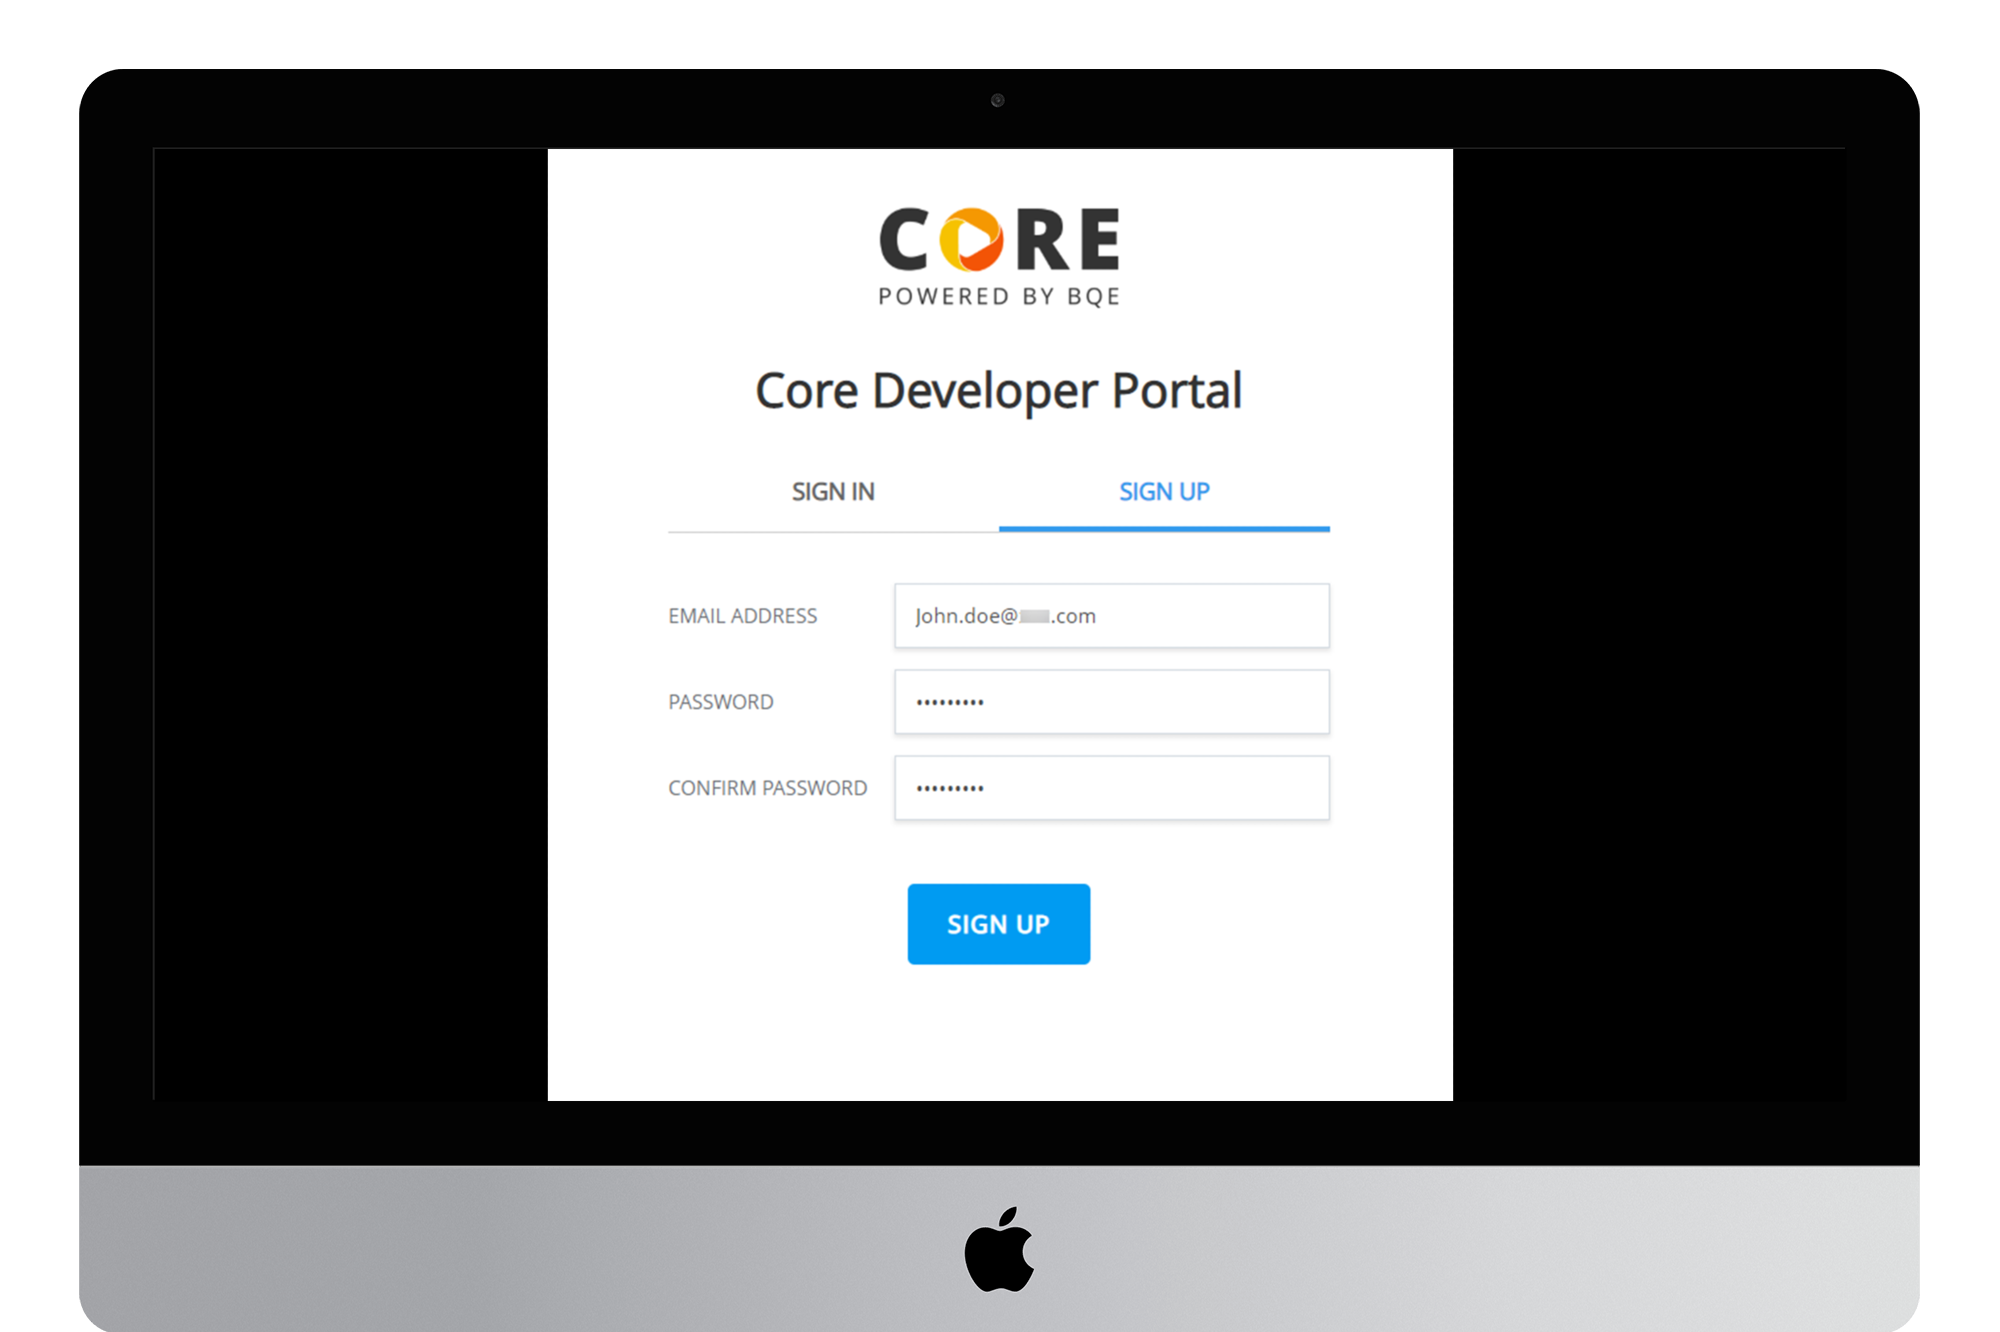 CORE
POWERED BY BQE
Core Developer Portal
SIGN IN SIGN UP
EMAIL ADDRESS John.doe@ .com
PASSWORD •••••••••
CONFIRM PASSWORD •••••••••
SIGN UP